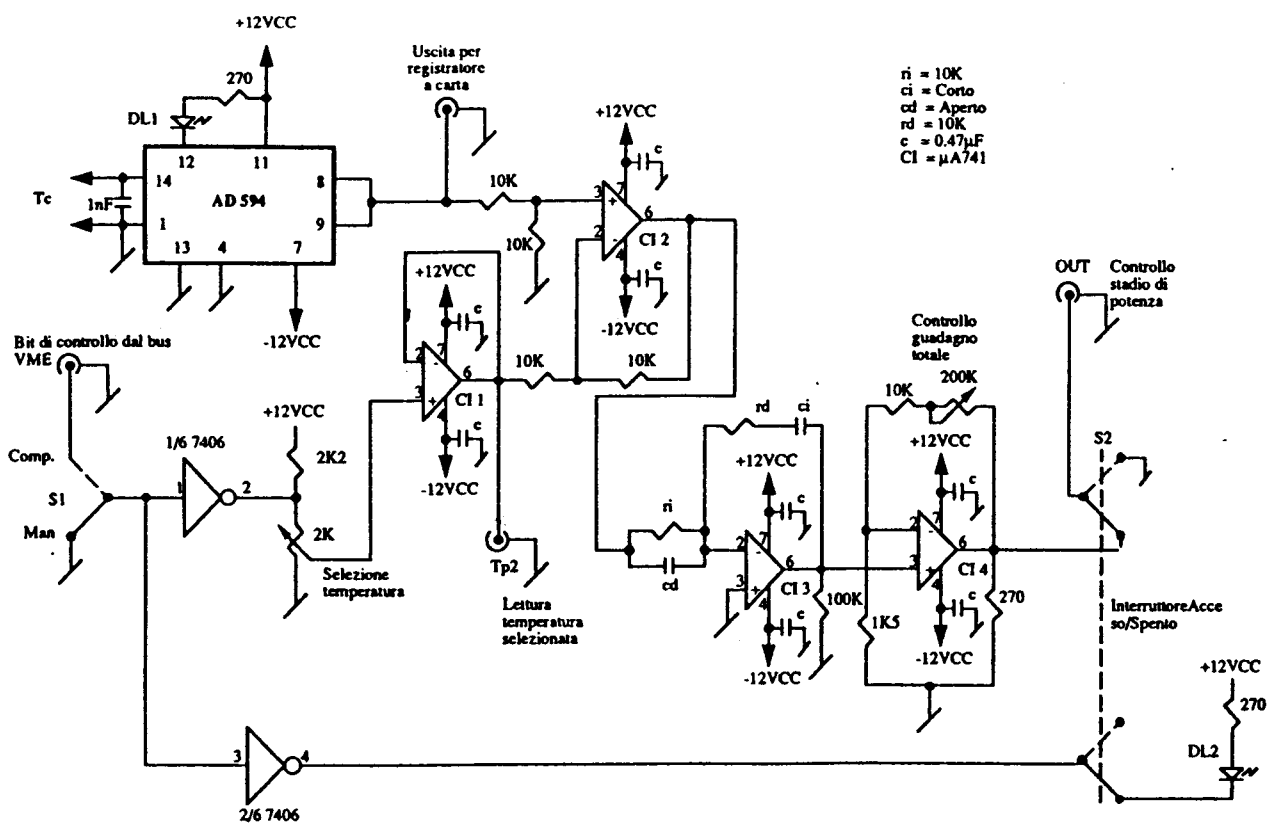 +12VCC
270
DL1
12
11
14
8
AD 594
Tc
1nF
1
9
13
4
7
-12VCC
Uscita per
registratore
a carta
10K
10K
+12VCC
c
7
3
+
6
2
-
CI 2
4
c
-12VCC
ri = 10K
ci = Corto
cd = Aperto
rd = 10K
c = 0.47µF
CI = µA741
Bit di controllo dal bus
VME
Comp.
S1
Man
1/6 7406
1
2
+12VCC
2K2
2K
Selezione
temperatura
+12VCC
c
7
2
-
6
3
+
CI 1
4
c
-12VCC
10K
10K
Tp2
Lettura
temperatura
selezionata
rd
ci
ri
cd
+12VCC
c
7
2
-
6
3
+
CI 3
4
c
-12VCC
100K
Controllo
guadagno
totale
10K
200K
+12VCC
c
7
2
-
6
3
+
CI 4
4
c
-12VCC
1K5
270
OUT
Controllo
stadio di
potenza
S2
InterruttoreAcce
so/Spento
+12VCC
270
DL2
3
4
2/6 7406